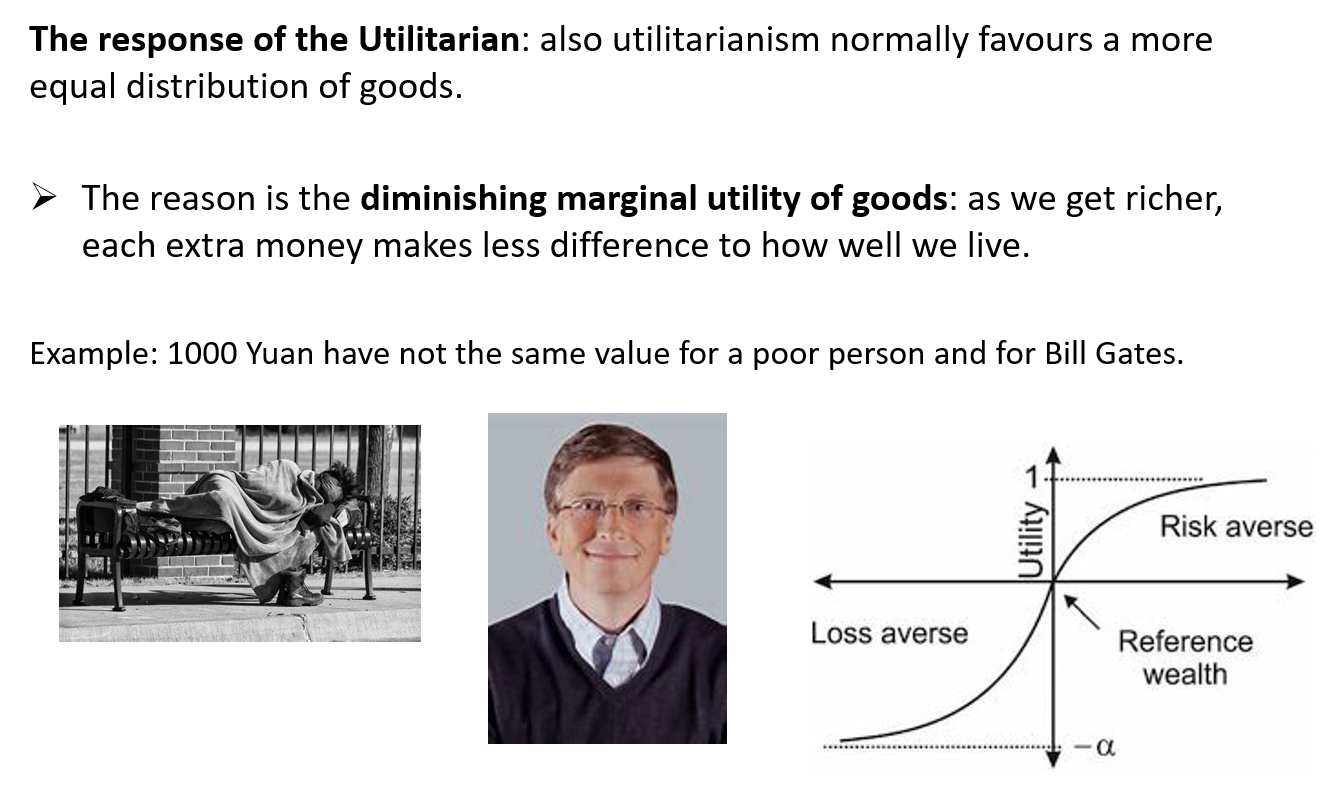 The response of the Utilitarian: also utilitarianism normally favours a more
equal distribution of goods.
➢ The reason is the diminishing marginal utility of goods: as we get richer,
each extra money makes less difference to how well we live.
Example: 1000 Yuan have not the same value for a poor person and for Bill Gates.
1
Utility
Risk averse
Loss averse
Reference
wealth
−α